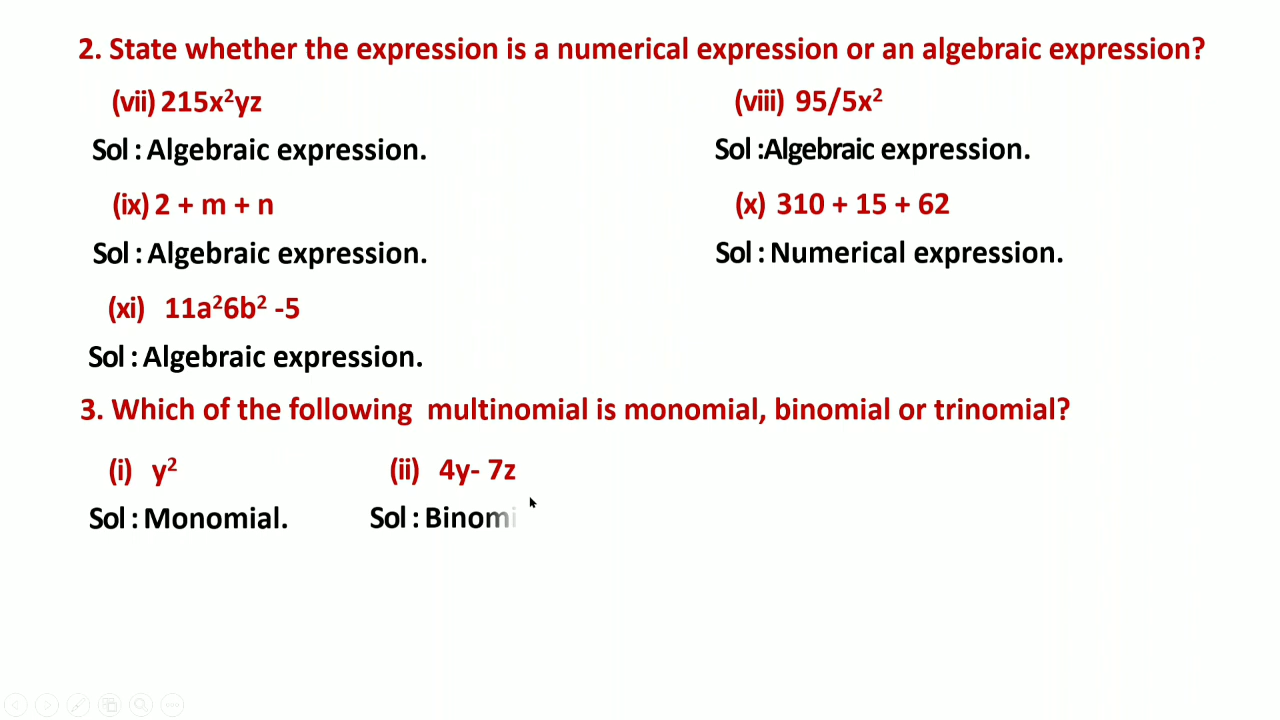 2. State whether the expression is a numerical expression or an algebraic expression?
(vii) 215x²yz (viii) 95/5x²
Sol : Algebraic expression. Sol :Algebraic expression.
(ix) 2 + m + n (x) 310 + 15 + 62
Sol : Algebraic expression. Sol : Numerical expression.
(xi) 11a²6b² -5
Sol : Algebraic expression.
3. Which of the following multinomial is monomial, binomial or trinomial?
(i) y² (ii) 4y- 7z
Sol : Monomial. Sol : Binomi